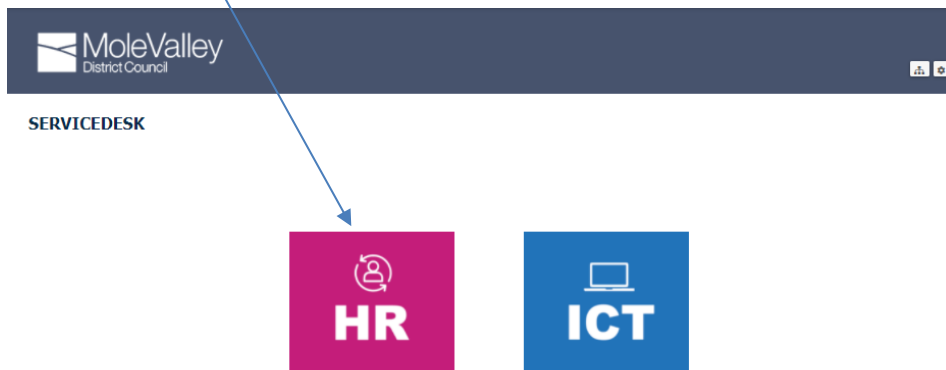 MoleValley
District Council
SERVICEDESK
HR
ICT